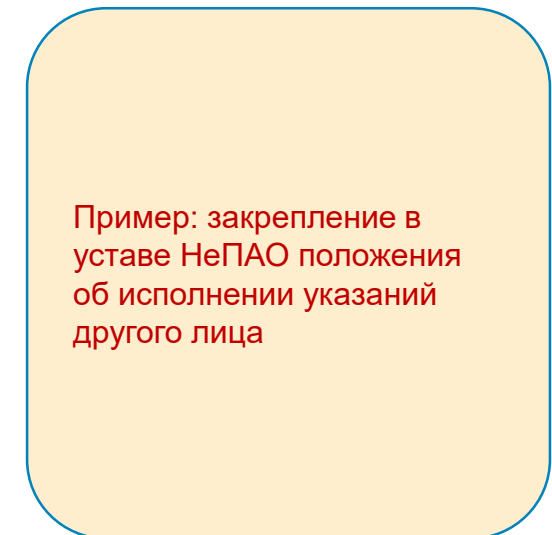 Пример: закрепление в
уставе НеПАО положения
об исполнении указаний
другого лица